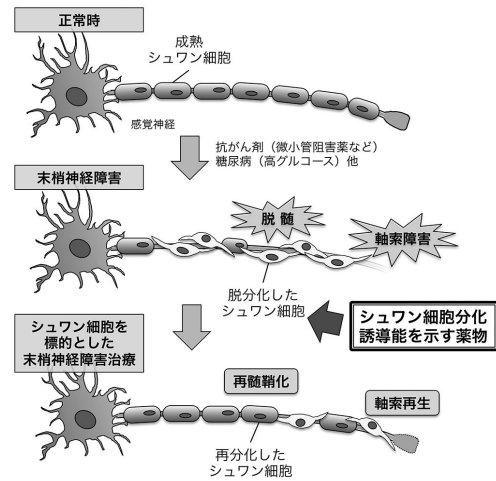 正常時
成熟
シュワン細胞
感覚神経
抗がん剤（微小管阻害薬など）
糖尿病（高グルコース）他
末梢神経障害
脱 髄
軸索障害
脱分化した
シュワン細胞
シュワン細胞分化
誘導能を示す薬物
シュワン細胞を
標的とした
末梢神経障害治療
再髄鞘化
軸索再生
再分化した
シュワン細胞